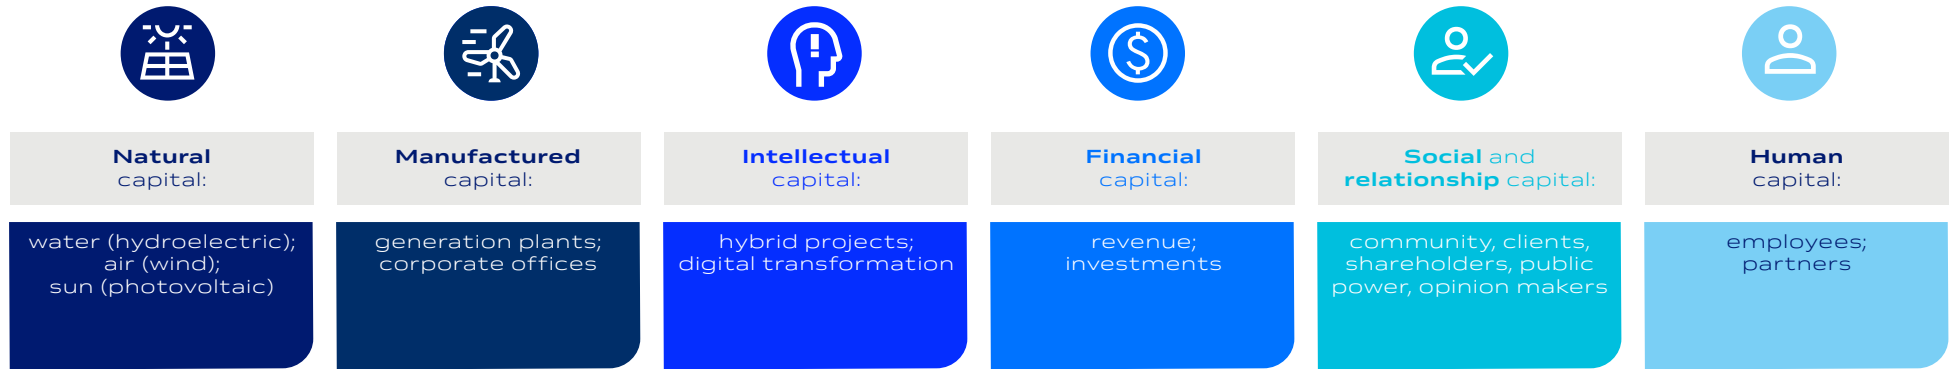 Natural
capital:
water (hydroelectric);
air (wind);
sun (photovoltaic)
Manufactured
capital:
generation plants;
corporate offices
Intellectual
capital:
hybrid projects;
digital transformation
Financial
capital:
revenue;
investments
Social and
relationship capital:
community, clients,
shareholders, public
power, opinion makers
Human
capital:
employees;
partners